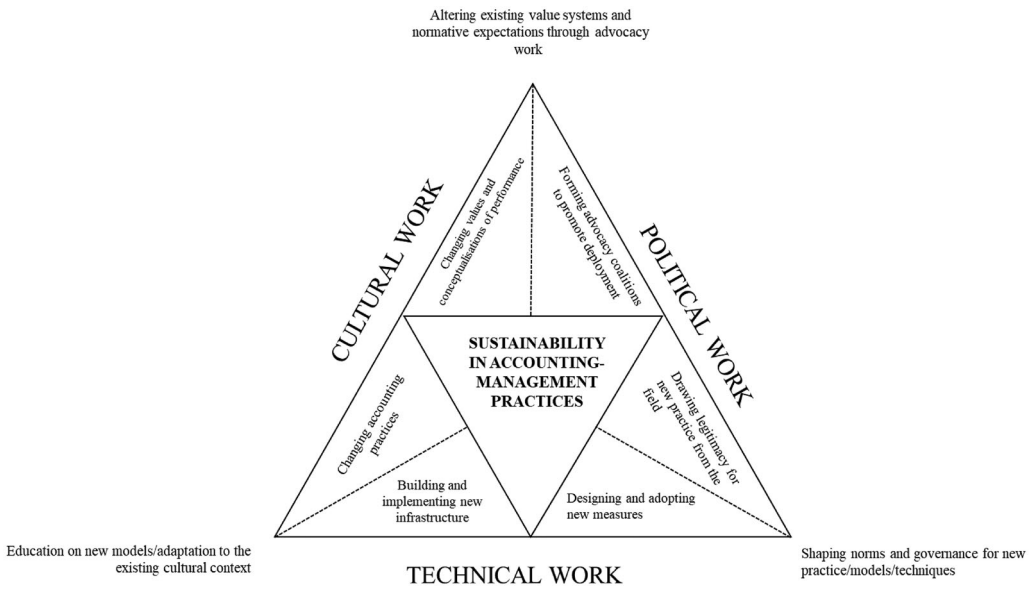 Altering existing value systems and
normative expectations through advocacy
work
CULTURAL WORK
Changing values and
conceptualisations of performance
Forming advocacy coalitions
to promote deployment
POLITICAL WORK
SUSTAINABILITY
IN ACCOUNTING-
MANAGEMENT
PRACTICES
Changing accounting
practices
Drawing legitimacy for
new practice from the
field
Building and
implementing new
infrastructure
Designing and adopting
new measures
Education on new models/adaptation to the
existing cultural context
TECHNICAL WORK
Shaping norms and governance for new
practice/models/techniques